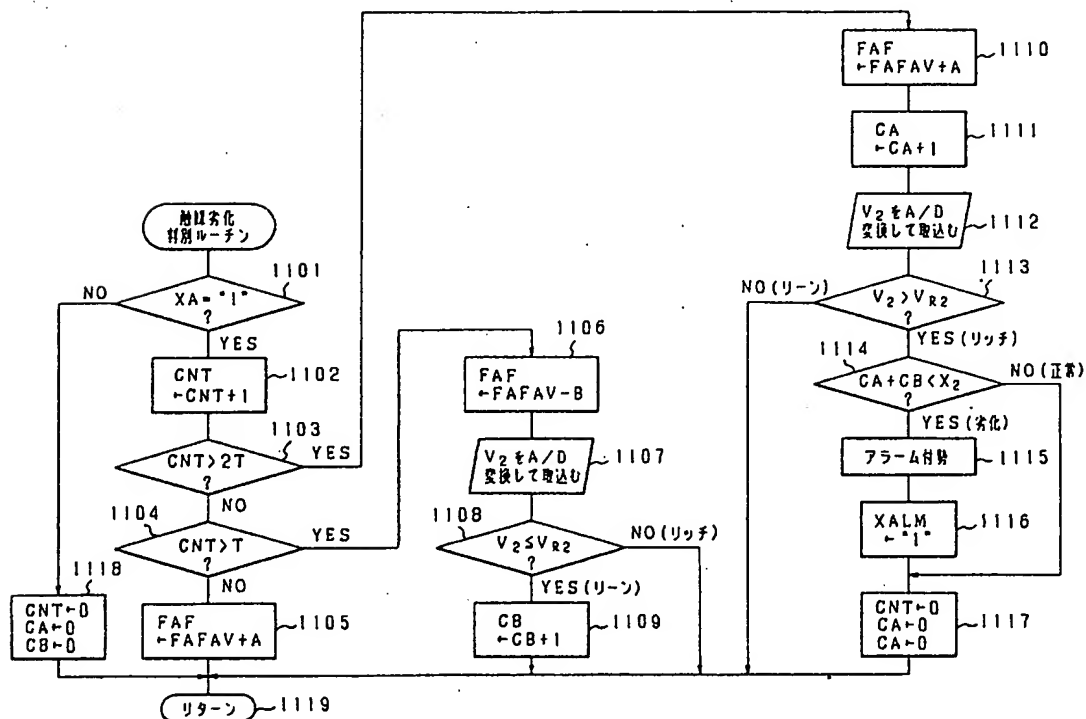 触媒劣化
判別ルーチン
1101
XA="1"
?
NO
YES
CNT
←CNT+1
1102
1103
CNT>2T
?
YES
NO
1104
CNT>T
?
YES
NO
1118
CNT←0
CA←0
CB←0
FAF
←FAFAV+A
1105
リターン
1119
1106
FAF
←FAFAV-B
1107
V2をA/D
変換して取込む
1108
V2≦VR2
?
NO(リッチ)
YES(リーン)
CB
←CB+1
1109
FAF
←FAFAV+A
1110
CA
←CA+1
1111
V2をA/D
変換して取込む
1112
1113
NO(リーン)
V2>VR2
?
YES(リッチ)
1114
CA+CB<X2
?
NO(正常)
YES(劣化)
アラーム付勢
1115
XALM
←"1"
1116
CNT←0
CA←0
CA←0
1117